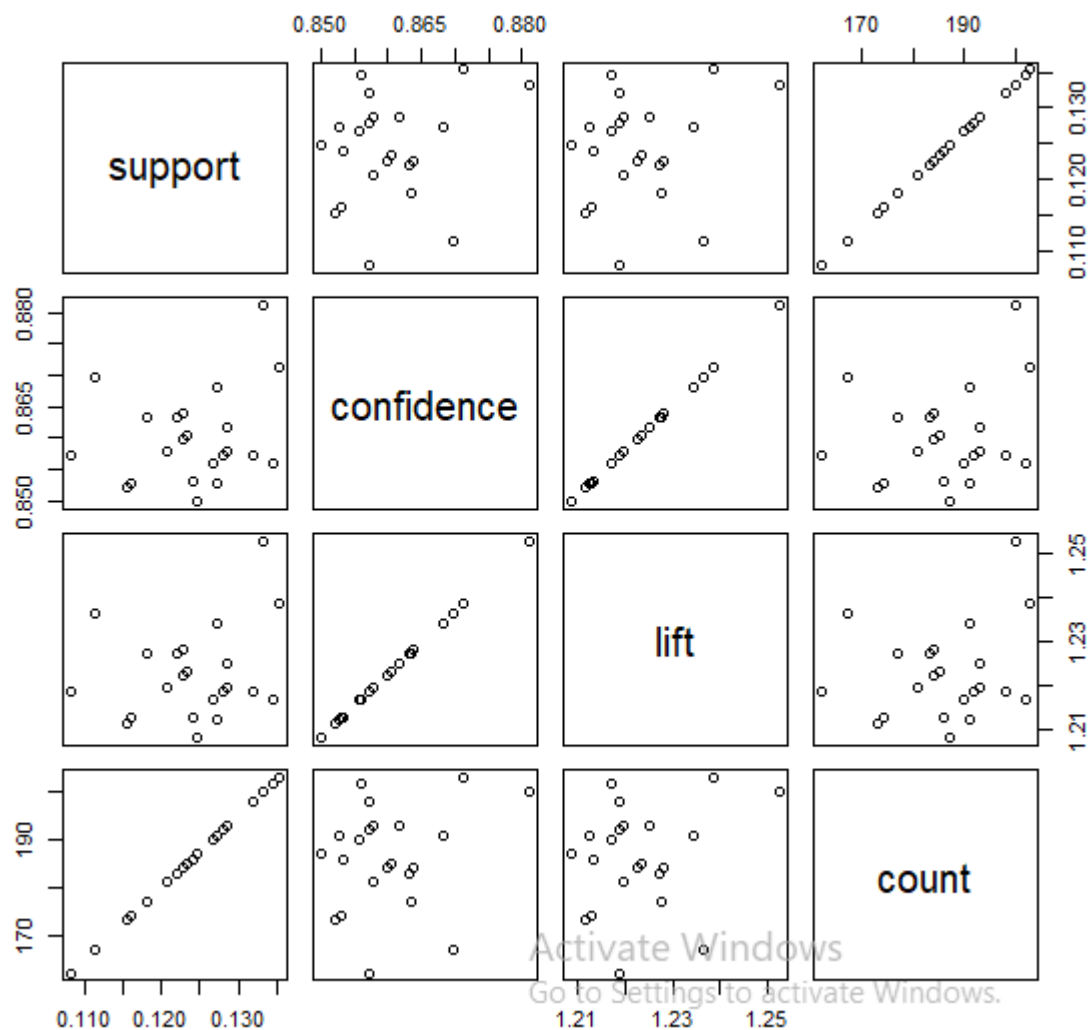 0.850 0.865 0.880 170 190
support
0.110 0.120 0.130
0.850 0.865 0.880
confidence
lift
1.21 1.23 1.25
170 190
count
0.110 0.120 0.130 1.21 1.23 1.25
Activate Windows
Go to Settings to activate Windows.